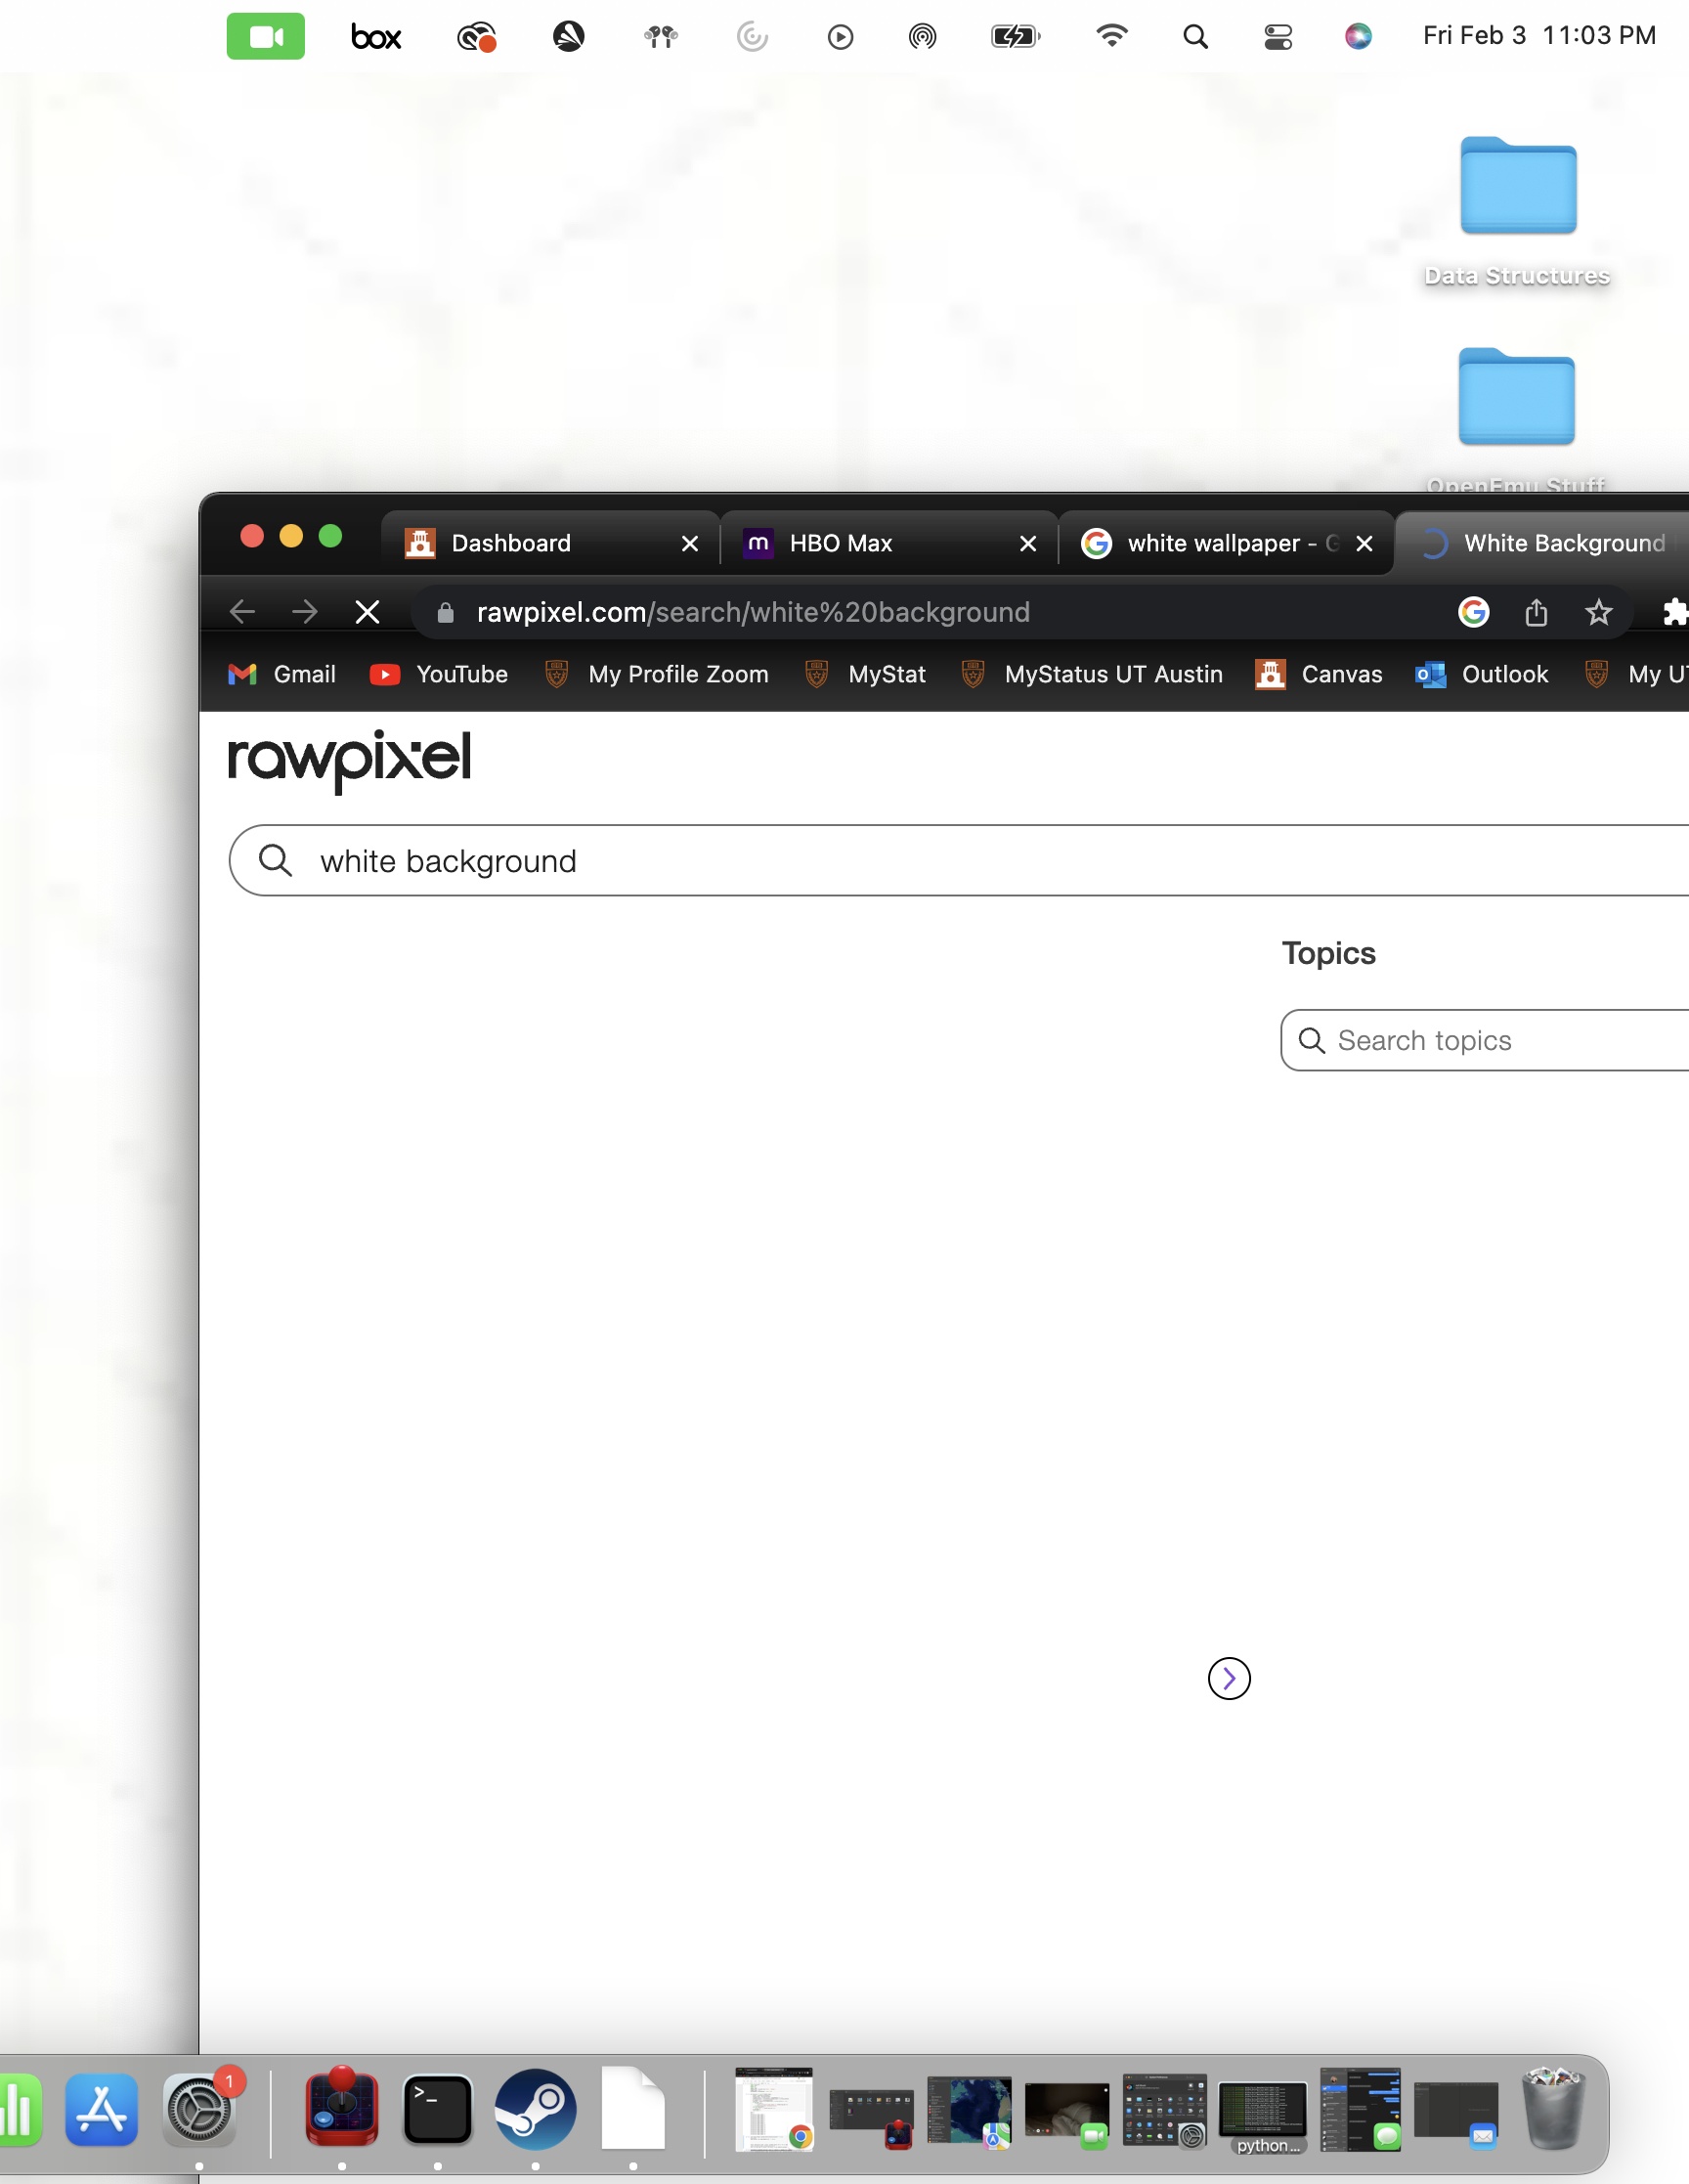 box
Fri Feb 3 11:03 PM
Data Structures
OpenEmu Stuff
Dashboard
HBO Max
white wallpaper - G
White Background
rawpixel.com/search/white%20background
Gmail
YouTube
My Profile Zoom
MyStat
MyStatus UT Austin
Canvas
Outlook
My UT
rawpixel
white background
Topics
Search topics
1
>_
python...